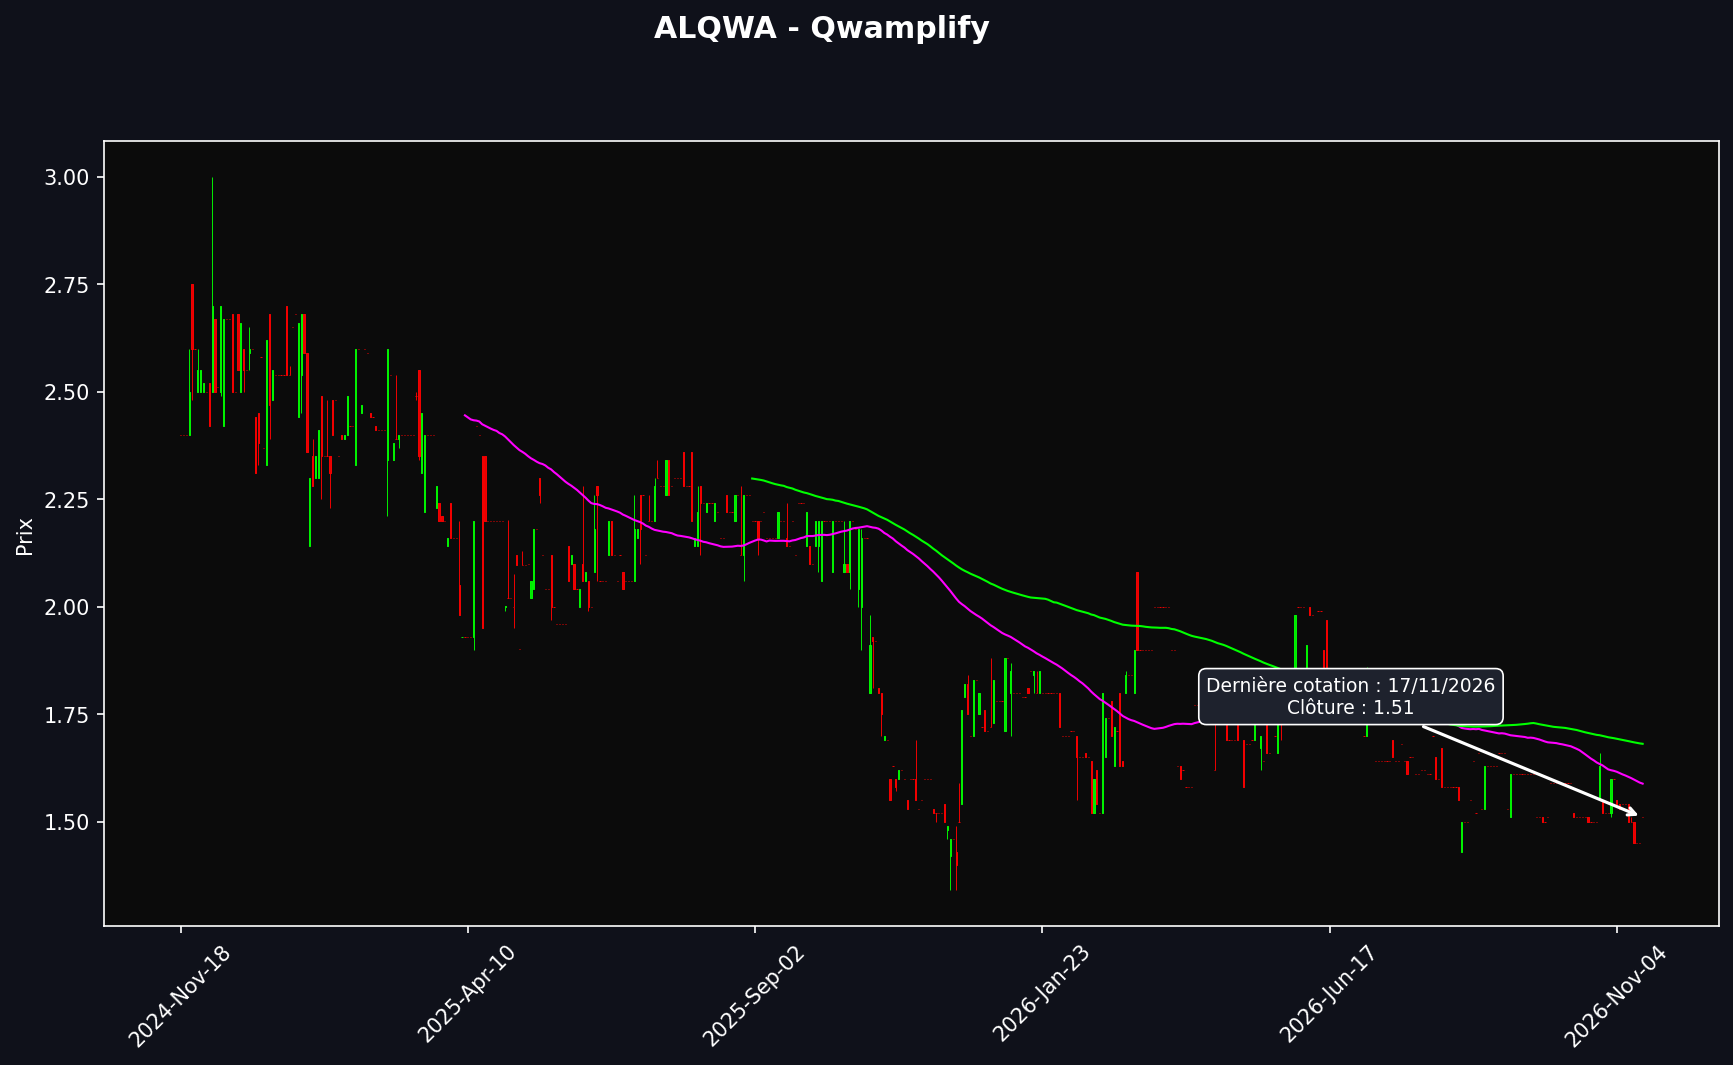 ALQWA - Qwamplify
Prix
3.00
2.75
2.50
2.25
2.00
1.75
1.50
Dernière cotation : 17/11/2026
Clôture : 1.51
2024-Nov-18
2025-Apr-10
2025-Sep-02
2026-Jan-23
2026-Jun-17
2026-Nov-04